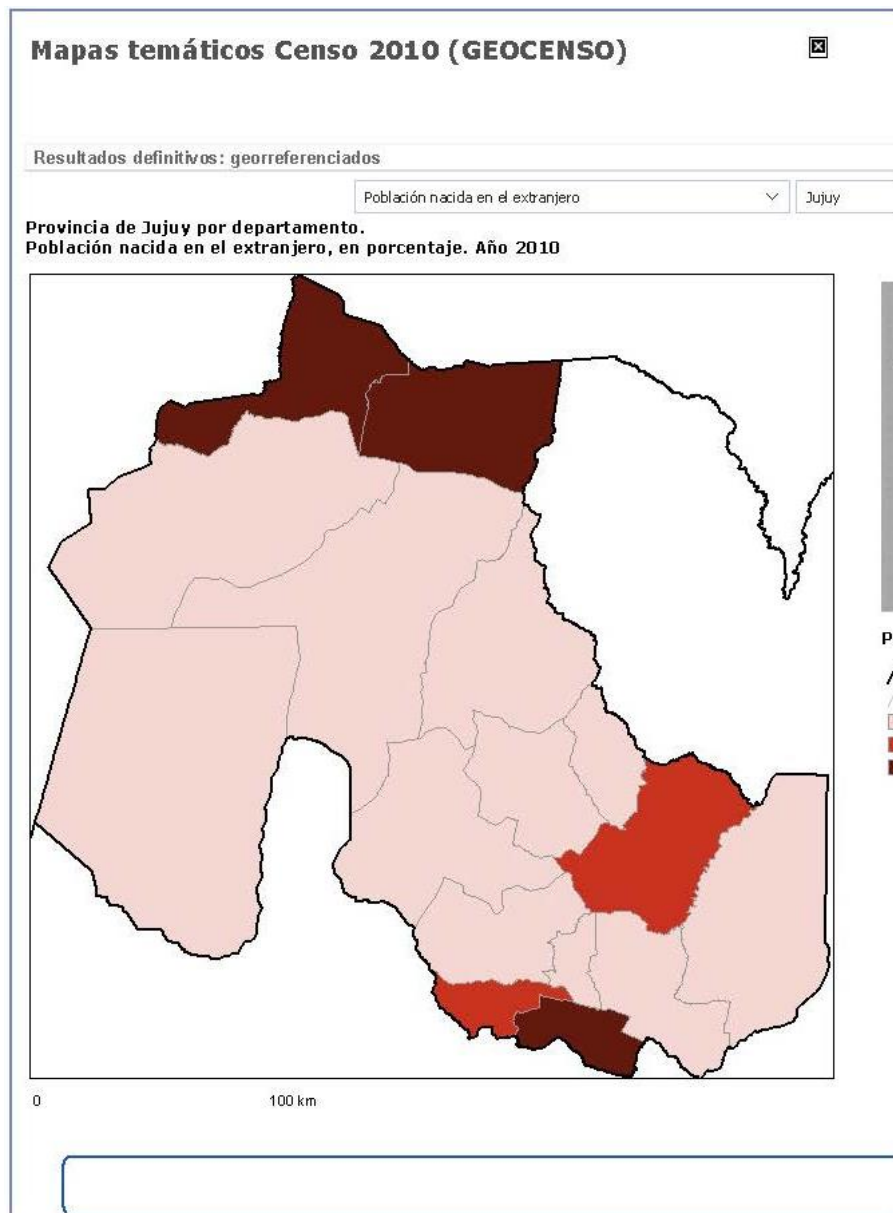 Mapas temáticos Censo 2010 (GEOCENSO)
Resultados definitivos: georreferenciados
Población nacida en el extranjero
Jujuy
Provincia de Jujuy por departamento.
Población nacida en el extranjero, en porcentaje. Año 2010
0 100 km